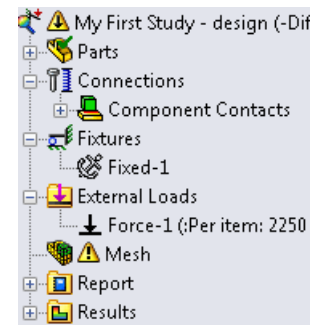 My First Study - design (-Dif
Parts
Connections
Component Contacts
Fixtures
Fixed-1
External Loads
Force-1 (:Per item: 2250
Mesh
Report
Results